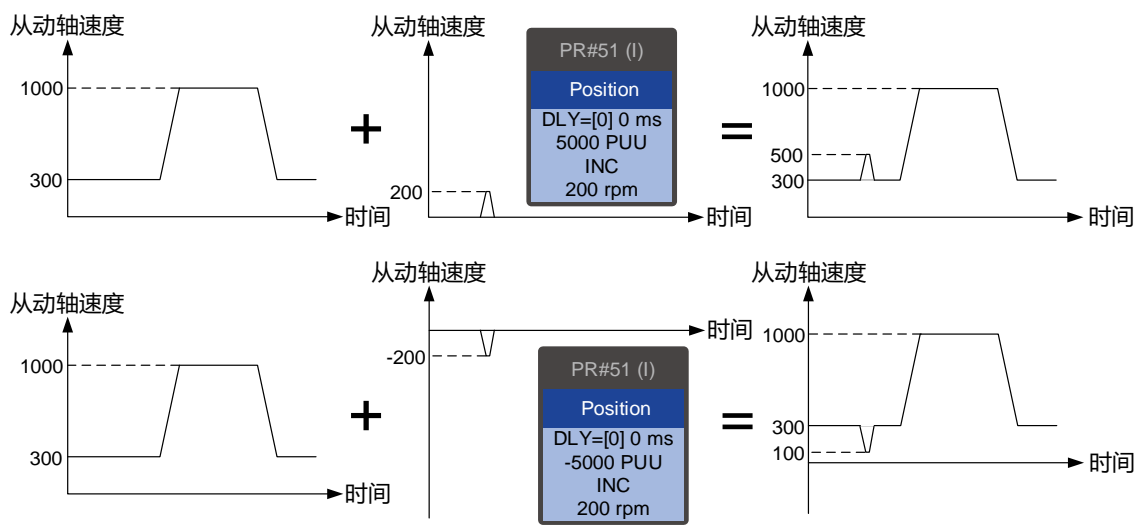 从动轴速度
1000
300
时间
+
从动轴速度
200
时间
PR#51 (I)
Position
DLY=[0] 0 ms
5000 PUU
INC
200 rpm
=
从动轴速度
1000
500
300
时间
从动轴速度
1000
300
时间
+
从动轴速度
-200
时间
PR#51 (I)
Position
DLY=[0] 0 ms
-5000 PUU
INC
200 rpm
=
从动轴速度
1000
300
100
时间